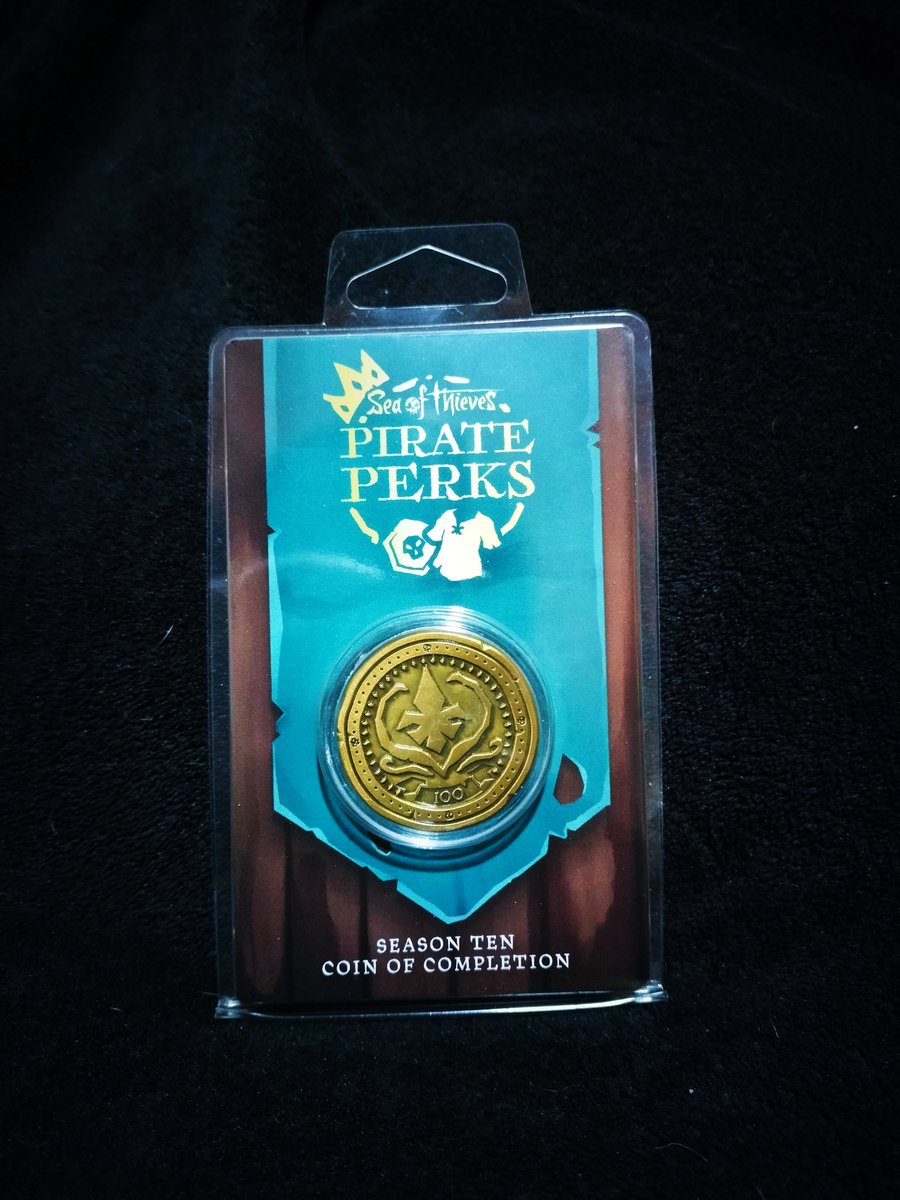 Sea of Thieves
PIRATE
PERKS
100
SEASON TEN
COIN OF COMPLETION